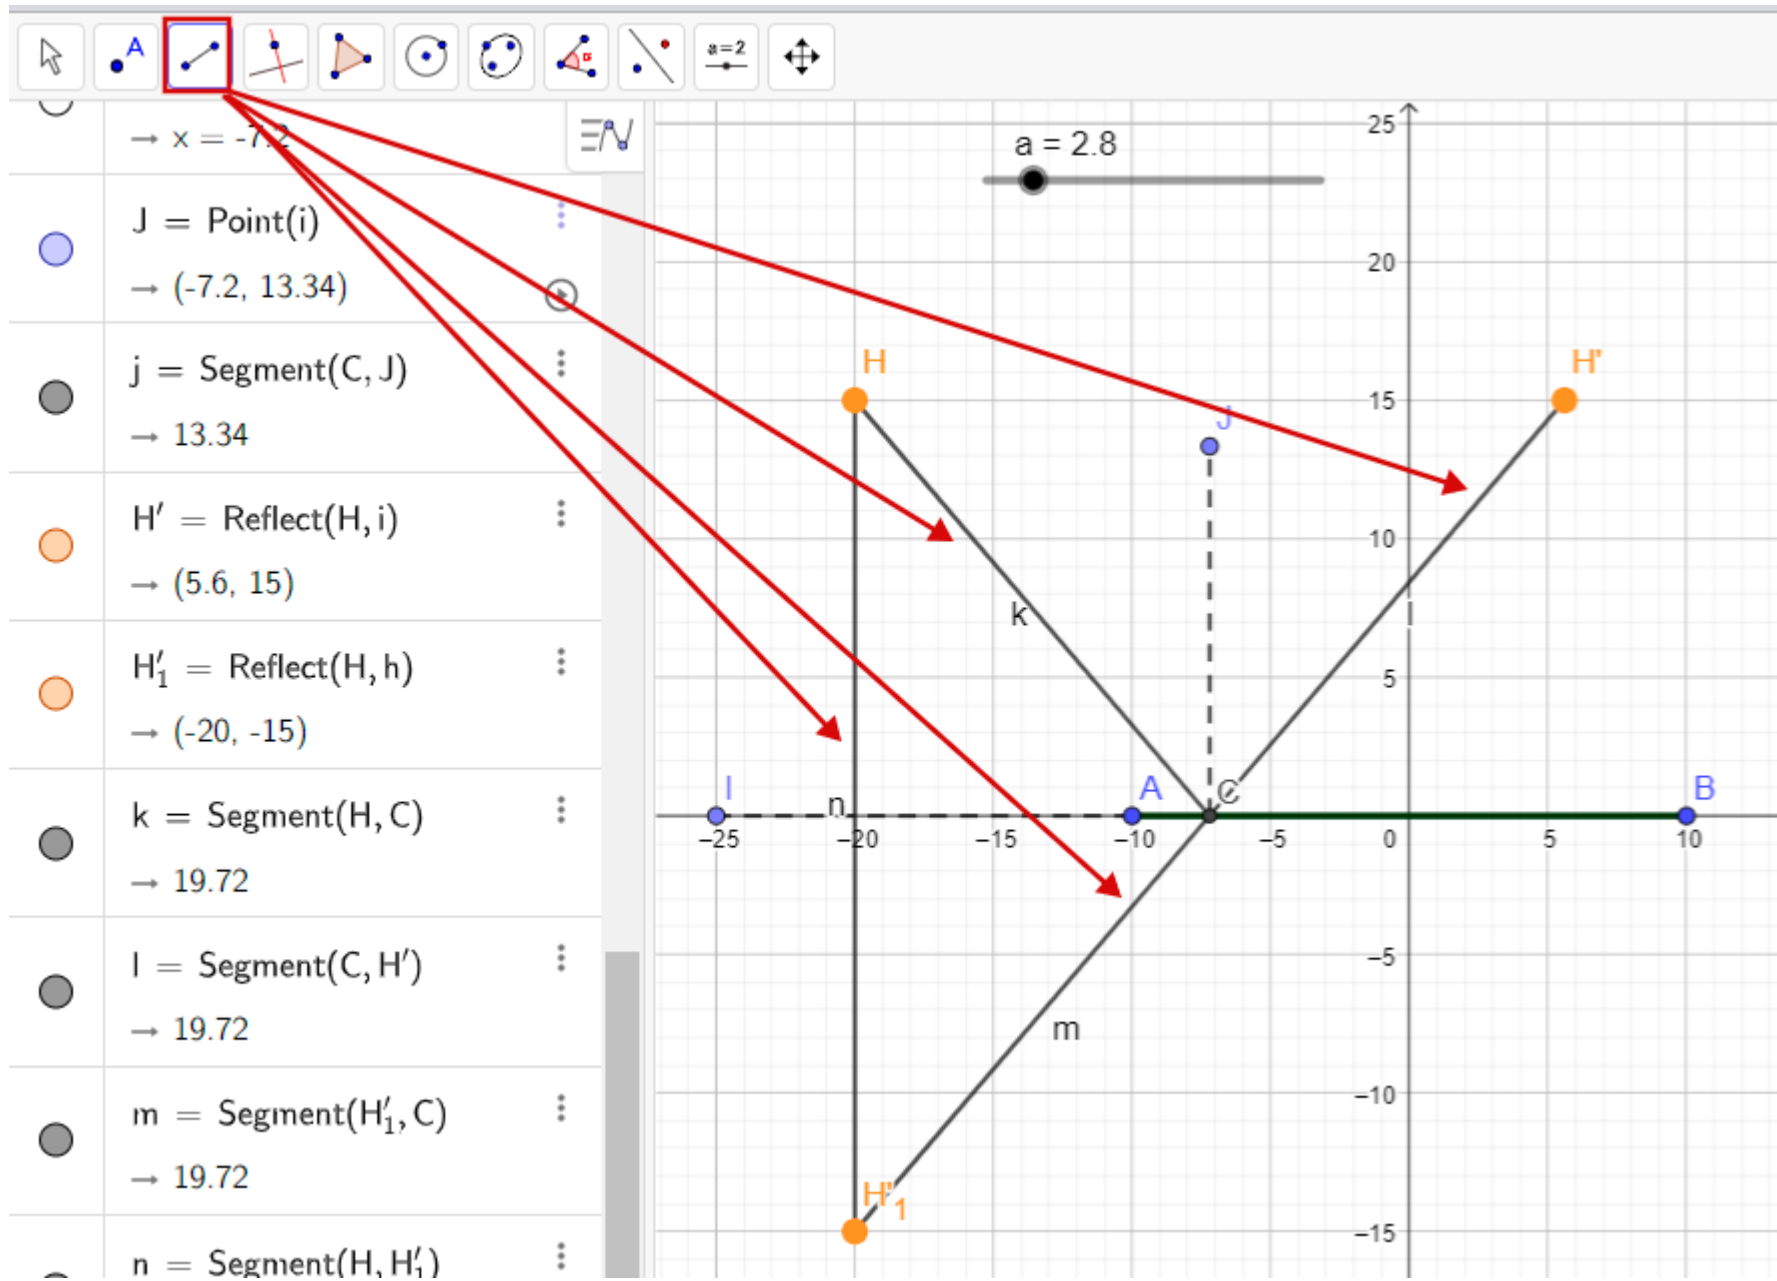 A
α
a=2
→ x = -7.2
J = Point(i)
→ (-7.2, 13.34)
j = Segment(C, J)
→ 13.34
H′ = Reflect(H, i)
→ (5.6, 15)
H′₁ = Reflect(H, h)
→ (-20, -15)
k = Segment(H, C)
→ 19.72
l = Segment(C, H′)
→ 19.72
m = Segment(H′₁, C)
→ 19.72
n = Segment(H, H′₁)
a = 2.8
25
20
H
H'
15
J
10
k
l
5
I
n
A
C
B
−25
−20
−15
−10
−5
0
5
10
−5
m
−10
H'₁
−15